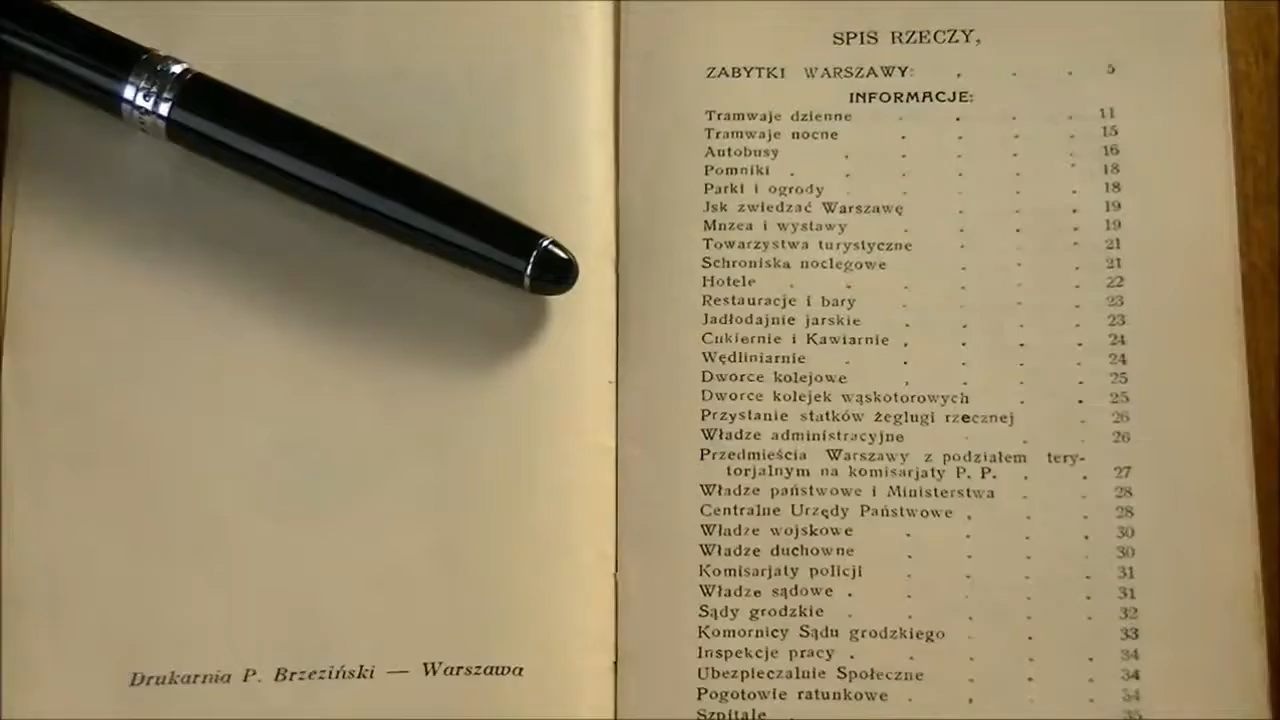 Drukarnia P. Brzeziński — Warszawa
SPIS RZECZY,
ZABYTKI WARSZAWY: . . . 5
INFORMACJE:
Tramwaje dzienne . . . . 11
Tramwaje nocne . . . . 15
Autobusy . . . . . 16
Pomniki . . . . . . 18
Parki i ogrody . . . . . 18
Jsk zwiedzać Warszawę . . . 19
Mnzea i wystawy . . . . 19
Towarzystwa turystyczne . . . 21
Schroniska noclegowe . . . 21
Hotele . . . . . . 22
Restauracje i bary . . . . 23
Jadłodajnie jarskie . . . . 23
Cukiernie i Kawiarnie . . . . 24
Wędliniarnie . . . . . 24
Dworce kolejowe . . . . 25
Dworce kolejek wąskotorowych . . 25
Przystanie statków żeglugi rzecznej . 26
Władze administracyjne . . . 26
Przedmieścia Warszawy z podziałem tery-
torjalnym na komisarjaty P. P. . . 27
Władze państwowe i Ministerstwa . . 28
Centralne Urzędy Państwowe . . . 28
Władze wojskowe . . . . 30
Władze duchowne . . . . 30
Komisarjaty policji . . . . 31
Władze sądowe . . . . . 31
Sądy grodzkie . . . . . 32
Komornicy Sądu grodzkiego . . . 33
Inspekcje pracy . . . . . 34
Ubezpieczalnie Społeczne . . . 34
Pogotowie ratunkowe . . . . 34
Szpitale . . . . . . 35